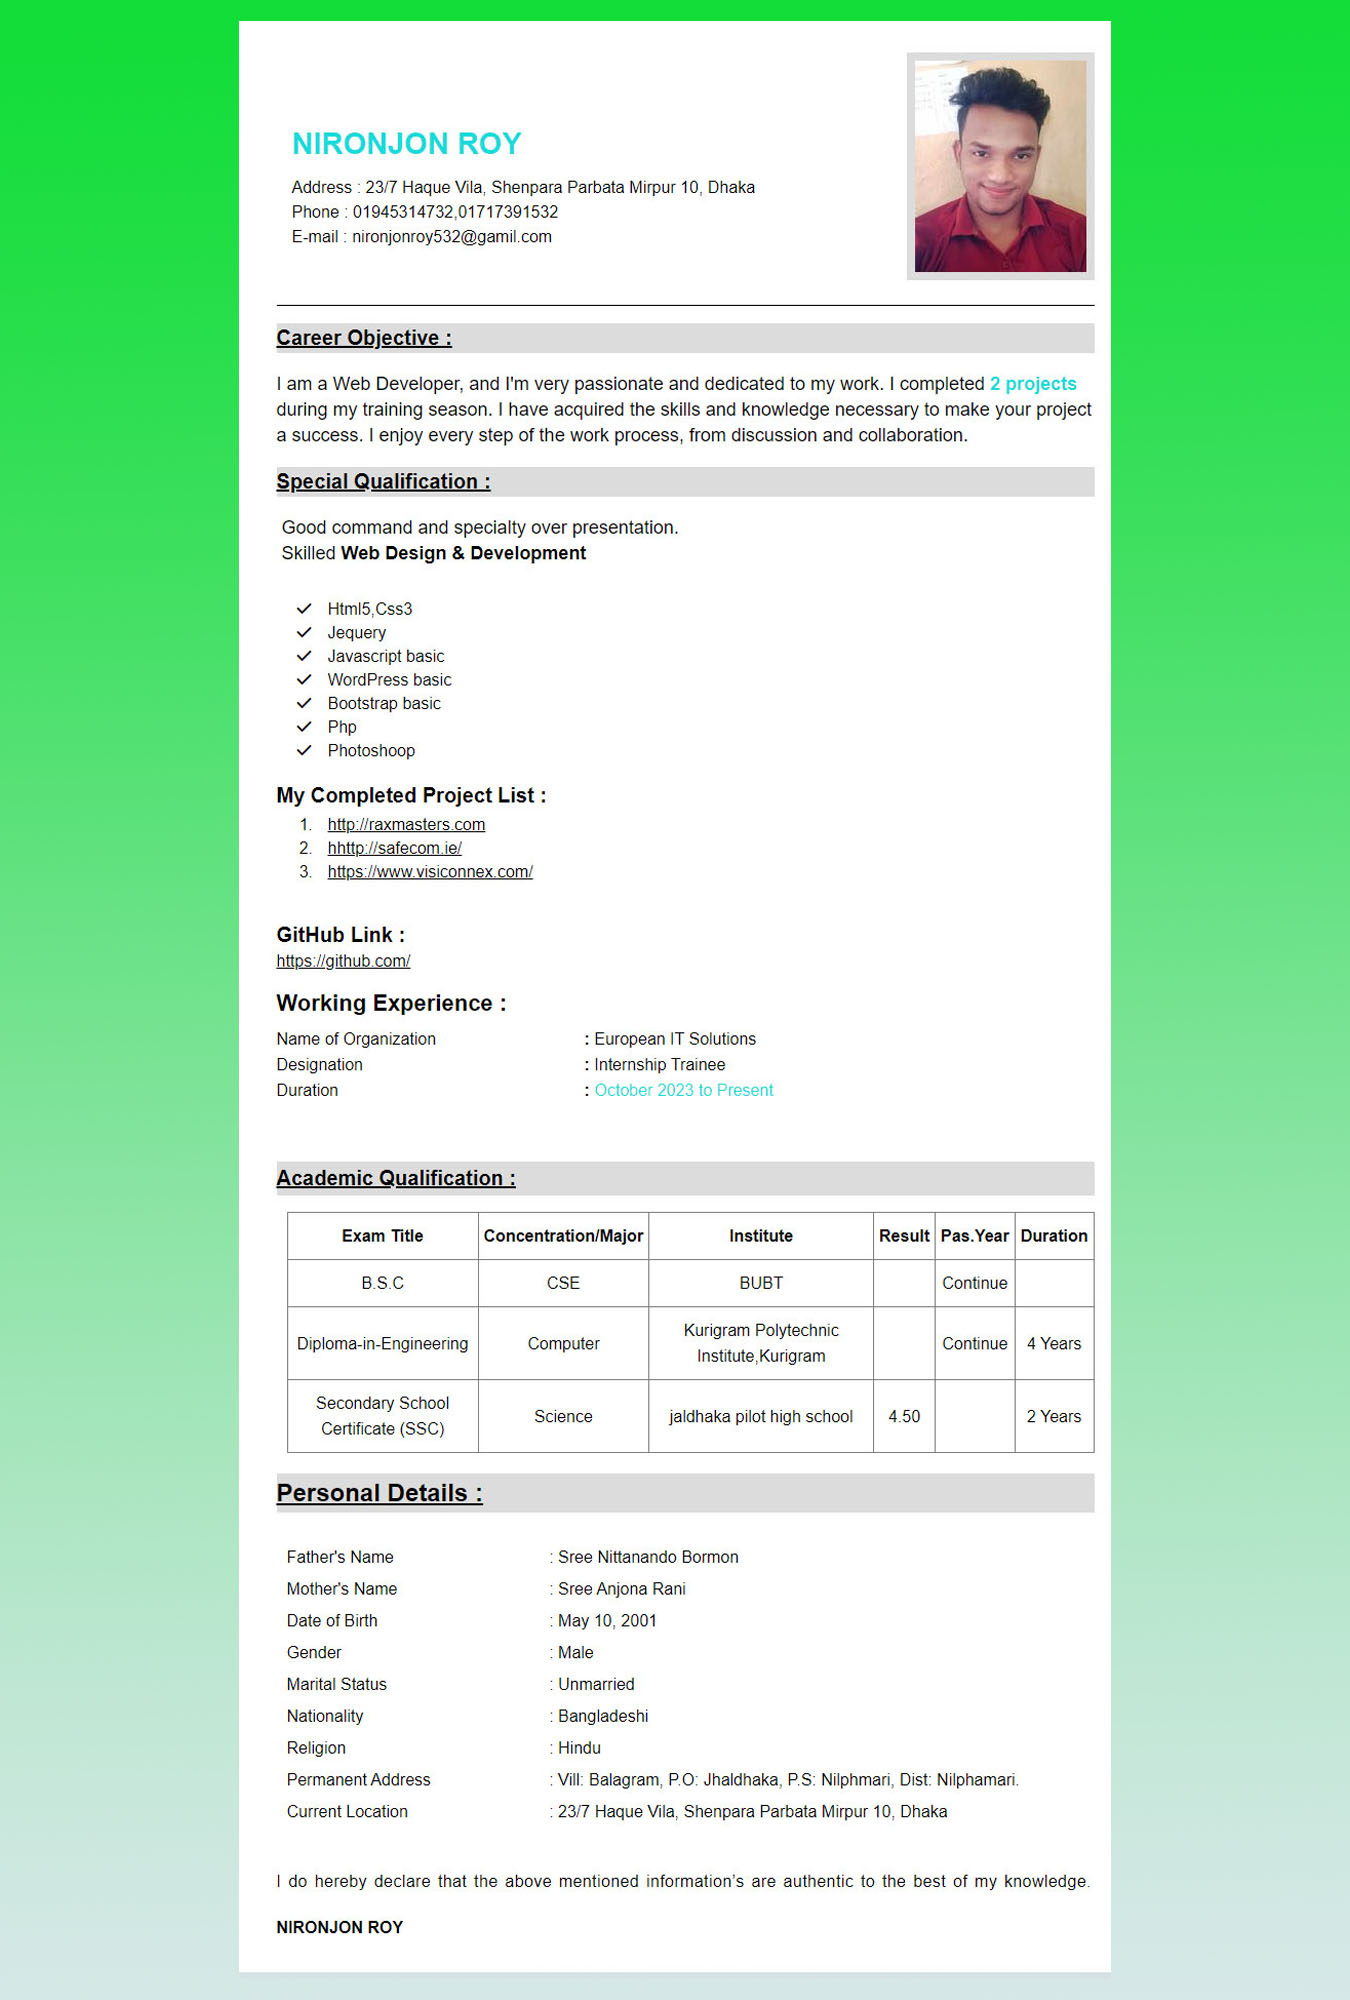 NIRONJON ROY
Address : 23/7 Haque Vila, Shenpara Parbata Mirpur 10, Dhaka
Phone : 01945314732,01717391532
E-mail : nironjonroy532@gamil.com
Career Objective :
I am a Web Developer, and I'm very passionate and dedicated to my work. I completed 2 projects
during my training season. I have acquired the skills and knowledge necessary to make your project
a success. I enjoy every step of the work process, from discussion and collaboration.
Special Qualification :
Good command and specialty over presentation.
Skilled Web Design & Development
Html5,Css3
Jequery
Javascript basic
WordPress basic
Bootstrap basic
Php
Photoshoop
My Completed Project List :
1. http://raxmasters.com
2. hhttp://safecom.ie/
3. https://www.visiconnex.com/
GitHub Link :
https://github.com/
Working Experience :
Name of Organization : European IT Solutions
Designation : Internship Trainee
Duration : October 2023 to Present
Academic Qualification :
Exam Title Concentration/Major Institute Result Pas.Year Duration
B.S.C CSE BUBT Continue
Diploma-in-Engineering Computer Kurigram Polytechnic
Institute,Kurigram Continue 4 Years
Secondary School
Certificate (SSC) Science jaldhaka pilot high school 4.50 2 Years
Personal Details :
Father's Name : Sree Nittanando Bormon
Mother's Name : Sree Anjona Rani
Date of Birth : May 10, 2001
Gender : Male
Marital Status : Unmarried
Nationality : Bangladeshi
Religion : Hindu
Permanent Address : Vill: Balagram, P.O: Jhaldhaka, P.S: Nilphmari, Dist: Nilphamari.
Current Location : 23/7 Haque Vila, Shenpara Parbata Mirpur 10, Dhaka
I do hereby declare that the above mentioned information’s are authentic to the best of my knowledge.
NIRONJON ROY